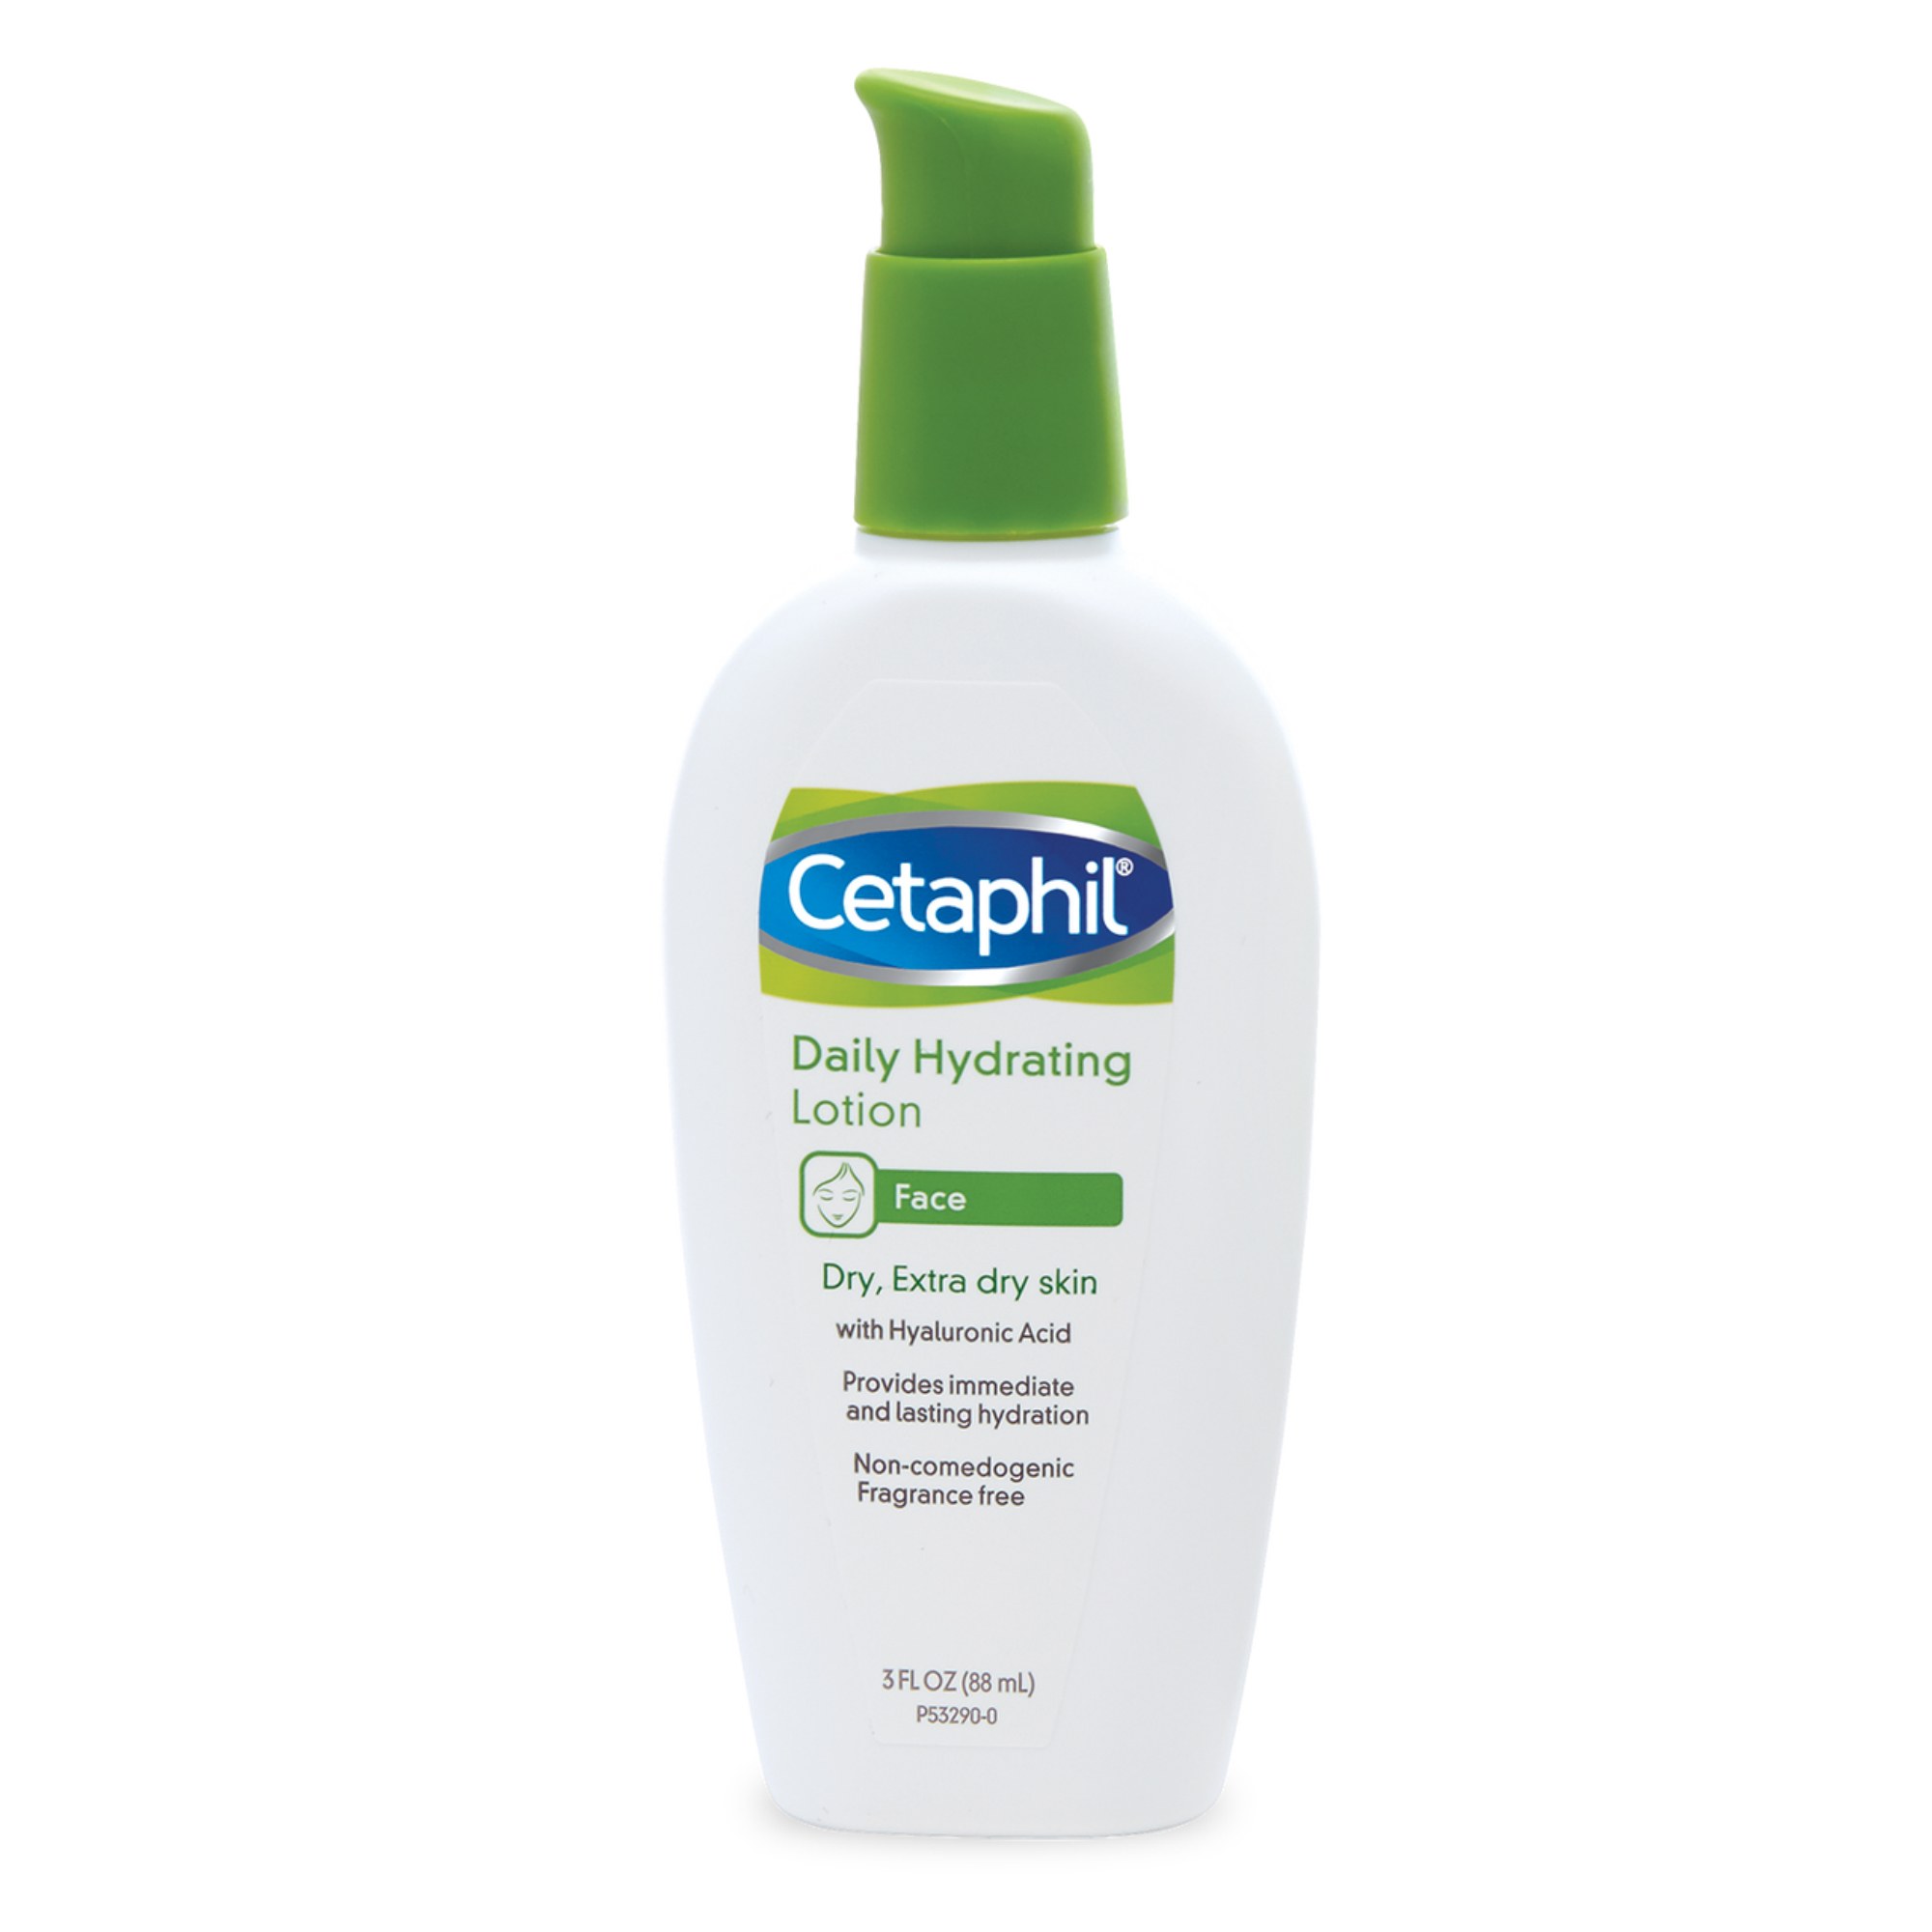 Cetaphil®
Daily Hydrating
Lotion
Face
Dry, Extra dry skin
with Hyaluronic Acid
Provides immediate
and lasting hydration
Non-comedogenic
Fragrance free
3 FL OZ (88 mL)
P53290-0